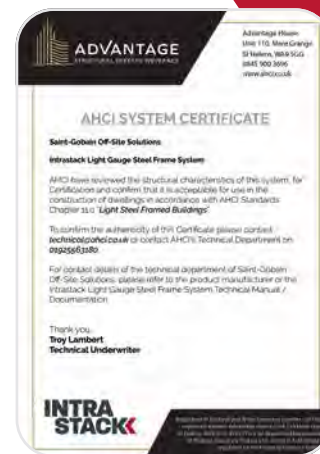 ADVANTAGE
STRUCTURAL DEFECTS INSURANCE
Advantage House
Unit 110, Mere Grange
St Helens, WA9 5GG
0845 900 3696
www.ahci.co.uk
AHCI SYSTEM CERTIFICATE
Saint-Gobain Off-Site Solutions
Intrastack Light Gauge Steel Frame System
AHCI have reviewed the structural characteristics of this system, for
Certification and confirm that it is acceptable for use in the
construction of dwellings in accordance with AHCI Standards
Chapter 11.0 "Light Steel Framed Buildings"
To confirm the authenticity of this Certificate please contact
technical@ahci.co.uk or contact AHCI's Technical Department on
01925563180.
For contact details of the technical department of Saint-Gobain
Off-Site Solutions, please refer to the product manufacturer or the
Intrastack Light Gauge Steel Frame System Technical Manual /
Documentation.
Thank you,
Troy Lambert
Technical Underwriter
INTRA
STACK